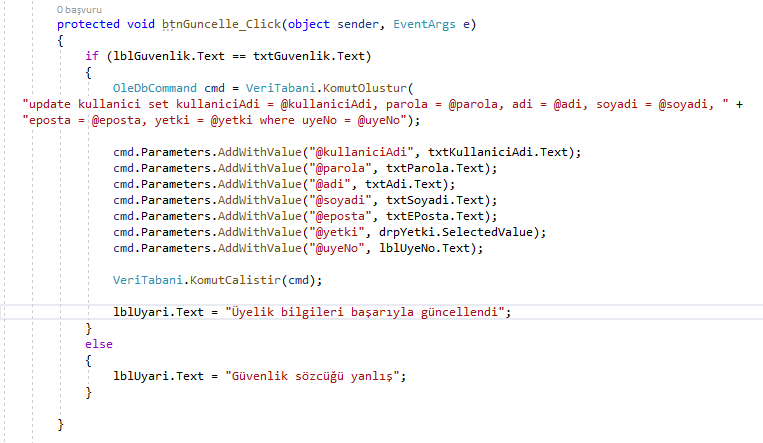 0 başvuru
protected void btnGuncelle_Click(object sender, EventArgs e)
{
if (lblGuvenlik.Text == txtGuvenlik.Text)
{
OleDbCommand cmd = VeriTabani.KomutOlustur(
"update kullanici set kullaniciAdi = @kullaniciAdi, parola = @parola, adi = @adi, soyadi = @soyadi, " +
"eposta = @eposta, yetki = @yetki where uyeNo = @uyeNo");
cmd.Parameters.AddWithValue("@kullaniciAdi", txtKullaniciAdi.Text);
cmd.Parameters.AddWithValue("@parola", txtParola.Text);
cmd.Parameters.AddWithValue("@adi", txtAdi.Text);
cmd.Parameters.AddWithValue("@soyadi", txtSoyadi.Text);
cmd.Parameters.AddWithValue("@eposta", txtEPosta.Text);
cmd.Parameters.AddWithValue("@yetki", drpYetki.SelectedValue);
cmd.Parameters.AddWithValue("@uyeNo", lblUyeNo.Text);
VeriTabani.KomutCalistir(cmd);
lblUyari.Text = "Üyelik bilgileri başarıyla güncellendi";
}
else
{
lblUyari.Text = "Güvenlik sözcüğü yanlış";
}
}